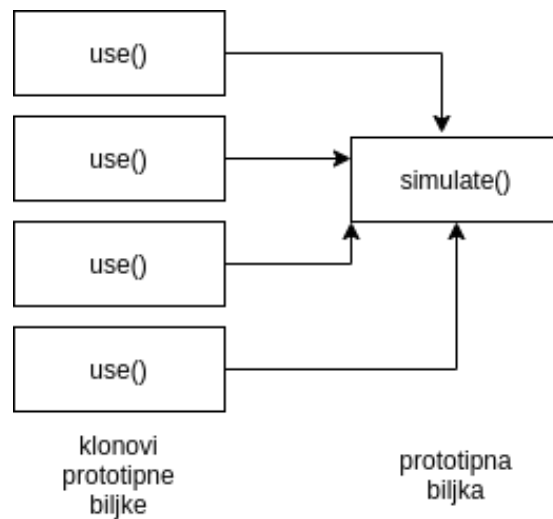 use()
use()
simulate()
use()
use()
klonovi
prototipne
biljke
prototipna
biljka